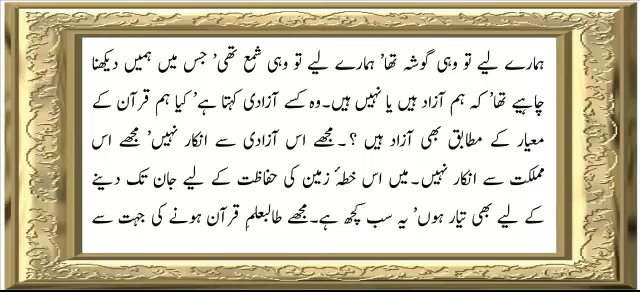 ہمارے لیے تو وہی گوشہ تھا’ ہمارے لیے تو وہی شمع تھی’ جس میں ہمیں دیکھنا
چاہیے تھا’ کہ ہم آزاد ہیں یا نہیں ہیں۔وہ کسے آزادی کہتا ہے’ کیا ہم قرآن کے
معیار کے مطابق بھی آزاد ہیں ؟۔مجھے اس آزادی سے انکار نہیں’ مجھے اس
مملکت سے انکار نہیں۔میں اس خطہٴ زمین کی حفاظت کے لیے جان تک دینے
کے لیے بھی تیار ہوں’ یہ سب کچھ ہے۔مجھے طالبعلمِ قرآن ہونے کی جہت سے